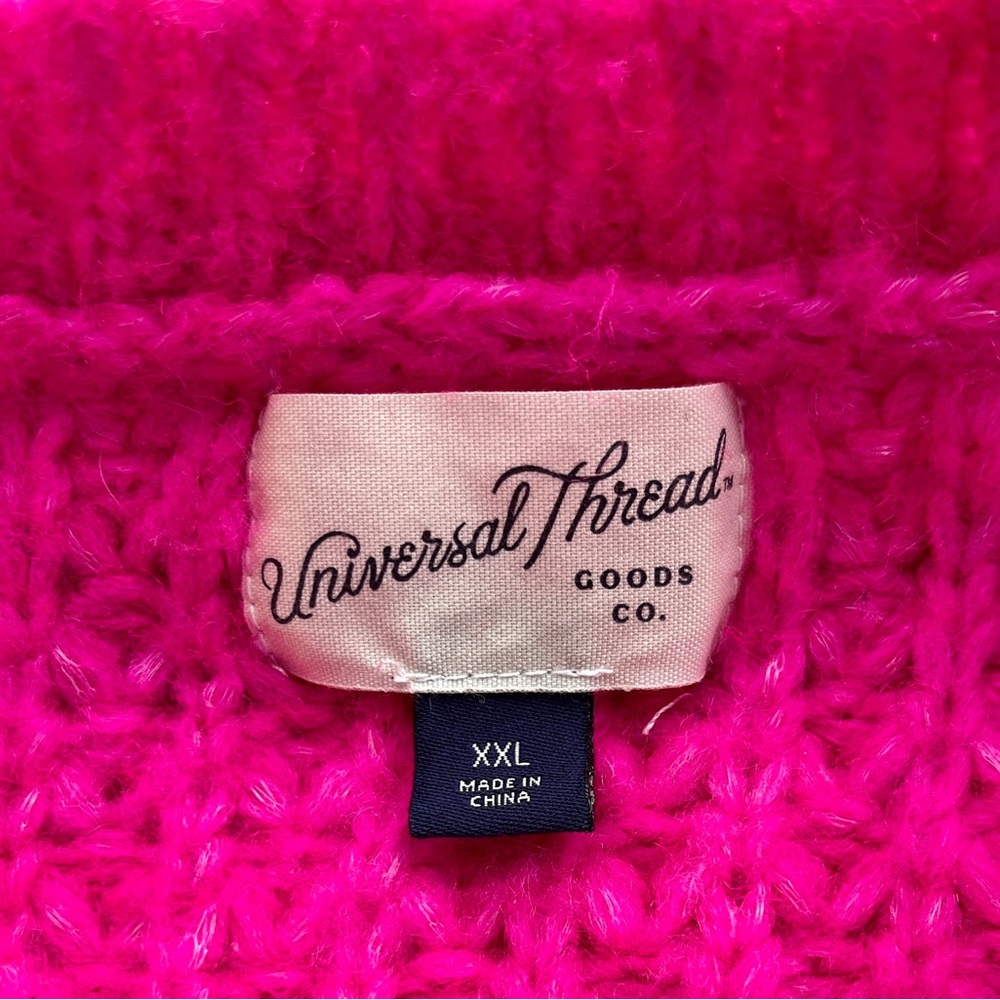 Universal Thread™
GOODS
CO.
XXL
MADE IN
CHINA